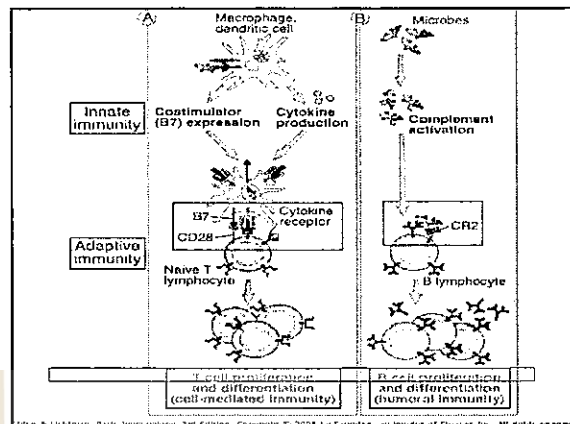 A
Macrophage,
dendritic cell
B
Microbes
Innate
immunity
Costimulator
(B7) expression
Cytokine
production
Complement
activation
B7
CD28
Cytokine
receptor
CR2
Adaptive
immunity
Naive T
lymphocyte
B lymphocyte
T cell proliferation
and differentiation
(cell-mediated immunity)
B cell proliferation
and differentiation
(humoral immunity)